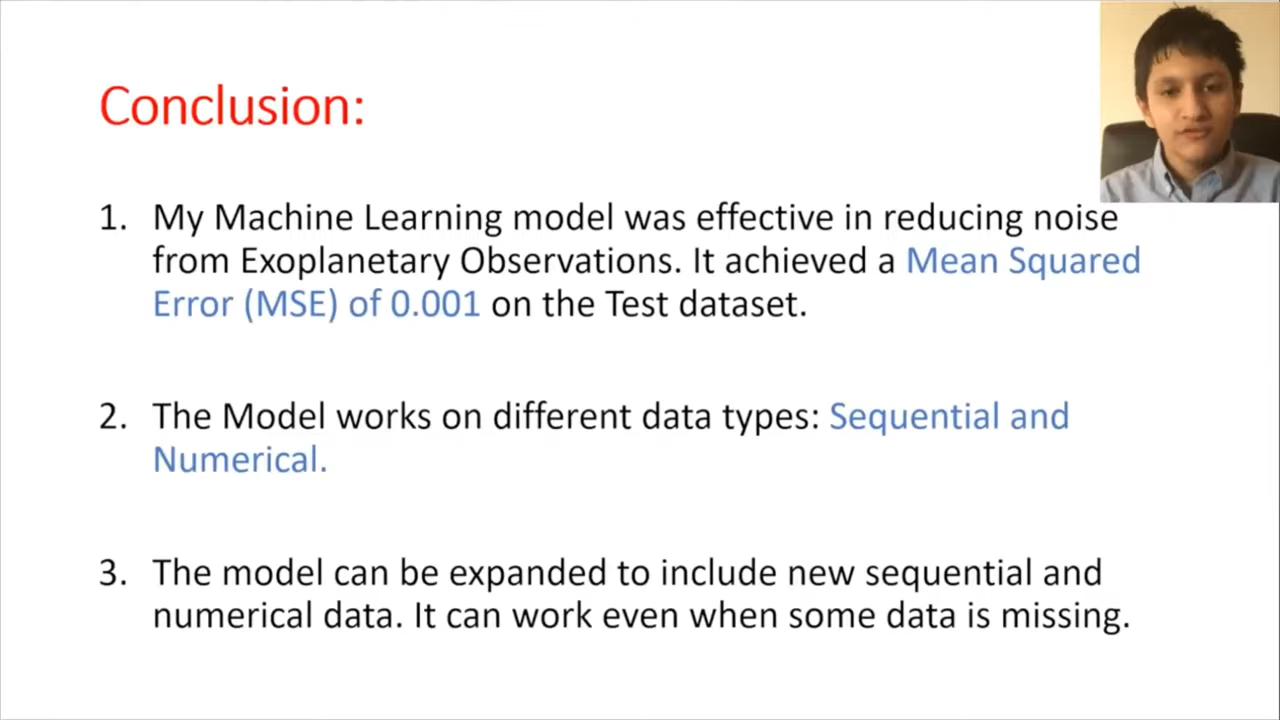 Conclusion:
1. My Machine Learning model was effective in reducing noise
from Exoplanetary Observations. It achieved a Mean Squared
Error (MSE) of 0.001 on the Test dataset.
2. The Model works on different data types: Sequential and
Numerical.
3. The model can be expanded to include new sequential and
numerical data. It can work even when some data is missing.